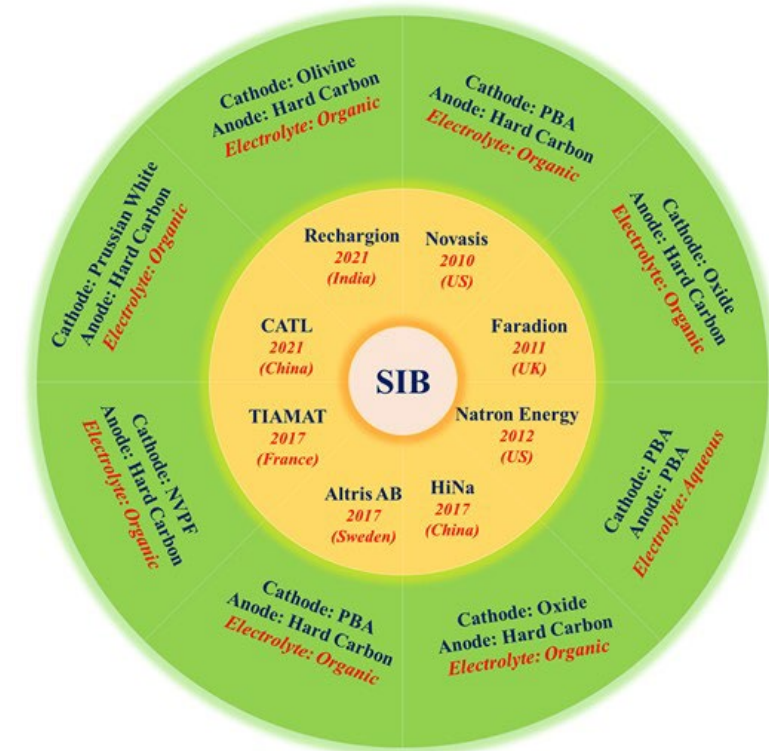 Cathode: Olivine
Anode: Hard Carbon
Electrolyte: Organic
Cathode: PBA
Anode: Hard Carbon
Electrolyte: Organic
Cathode: Oxide
Anode: Hard Carbon
Electrolyte: Organic
Cathode: PBA
Anode: PBA
Electrolyte: Aqueous
Cathode: Oxide
Anode: Hard Carbon
Electrolyte: Organic
Cathode: PBA
Anode: Hard Carbon
Electrolyte: Organic
Cathode: NVPF
Anode: Hard Carbon
Electrolyte: Organic
Cathode: Prussian White
Anode: Hard Carbon
Electrolyte: Organic
Rechargion
2021
(India)
Novasis
2010
(US)
Faradion
2011
(UK)
Natron Energy
2012
(US)
HiNa
2017
(China)
Altris AB
2017
(Sweden)
TIAMAT
2017
(France)
CATL
2021
(China)
SIB